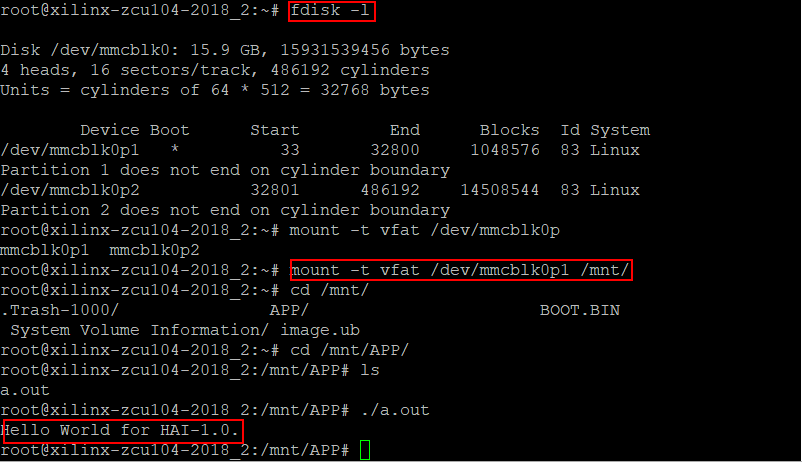 root@xilinx-zcu104-2018_2:~# fdisk -l
Disk /dev/mmcblk0: 15.9 GB, 15931539456 bytes
4 heads, 16 sectors/track, 486192 cylinders
Units = cylinders of 64 * 512 = 32768 bytes
Device Boot      Start         End      Blocks  Id System
/dev/mmcblk0p1   *          33       32800     1048576  83 Linux
Partition 1 does not end on cylinder boundary
/dev/mmcblk0p2           32801      486192    14508544  83 Linux
Partition 2 does not end on cylinder boundary
root@xilinx-zcu104-2018_2:~# mount -t vfat /dev/mmcblk0p
mmcblk0p1  mmcblk0p2
root@xilinx-zcu104-2018_2:~# mount -t vfat /dev/mmcblk0p1 /mnt/
root@xilinx-zcu104-2018_2:~# cd /mnt/
.Trash-1000/               APP/                       BOOT.BIN
System Volume Information/ image.ub
root@xilinx-zcu104-2018_2:~# cd /mnt/APP/
root@xilinx-zcu104-2018_2:/mnt/APP# ls
a.out
root@xilinx-zcu104-2018_2:/mnt/APP# ./a.out
Hello World for HAI-1.0.
root@xilinx-zcu104-2018_2:/mnt/APP#